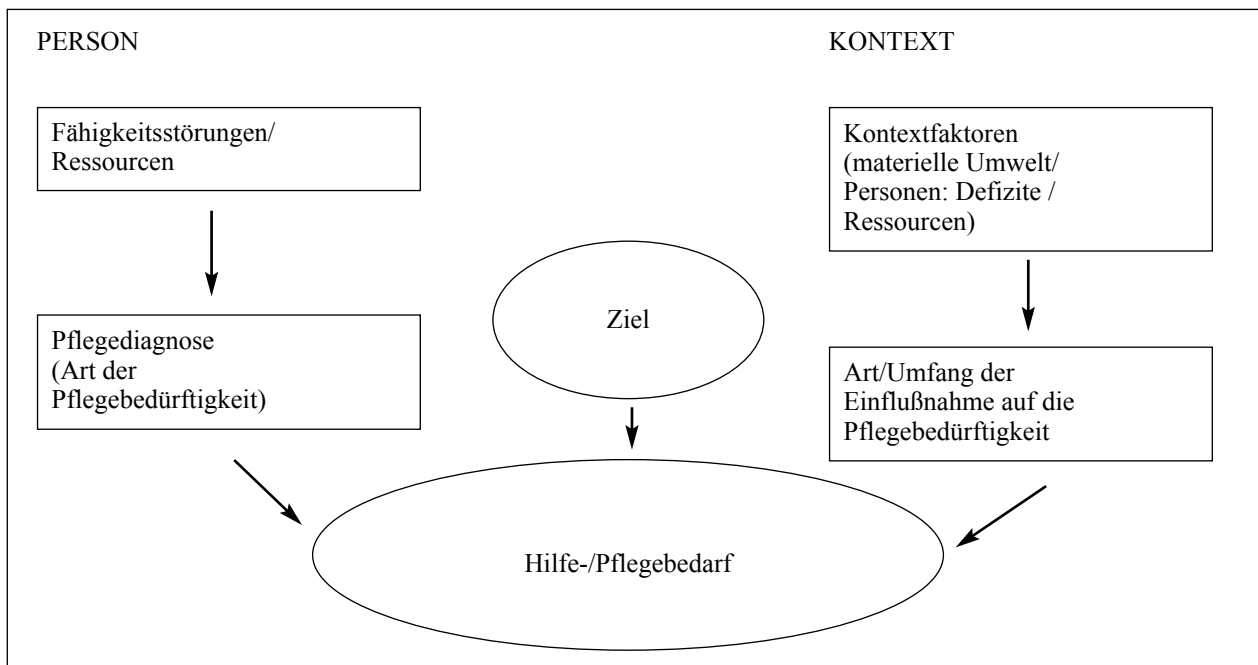 PERSON
KONTEXT
Fähigkeitsstörungen/
Ressourcen
Kontextfaktoren
(materielle Umwelt/
Personen: Defizite /
Ressourcen)
Ziel
Pflegediagnose
(Art der
Pflegebedürftigkeit)
Art/Umfang der
Einflußnahme auf die
Pflegebedürftigkeit
Hilfe-/Pflegebedarf